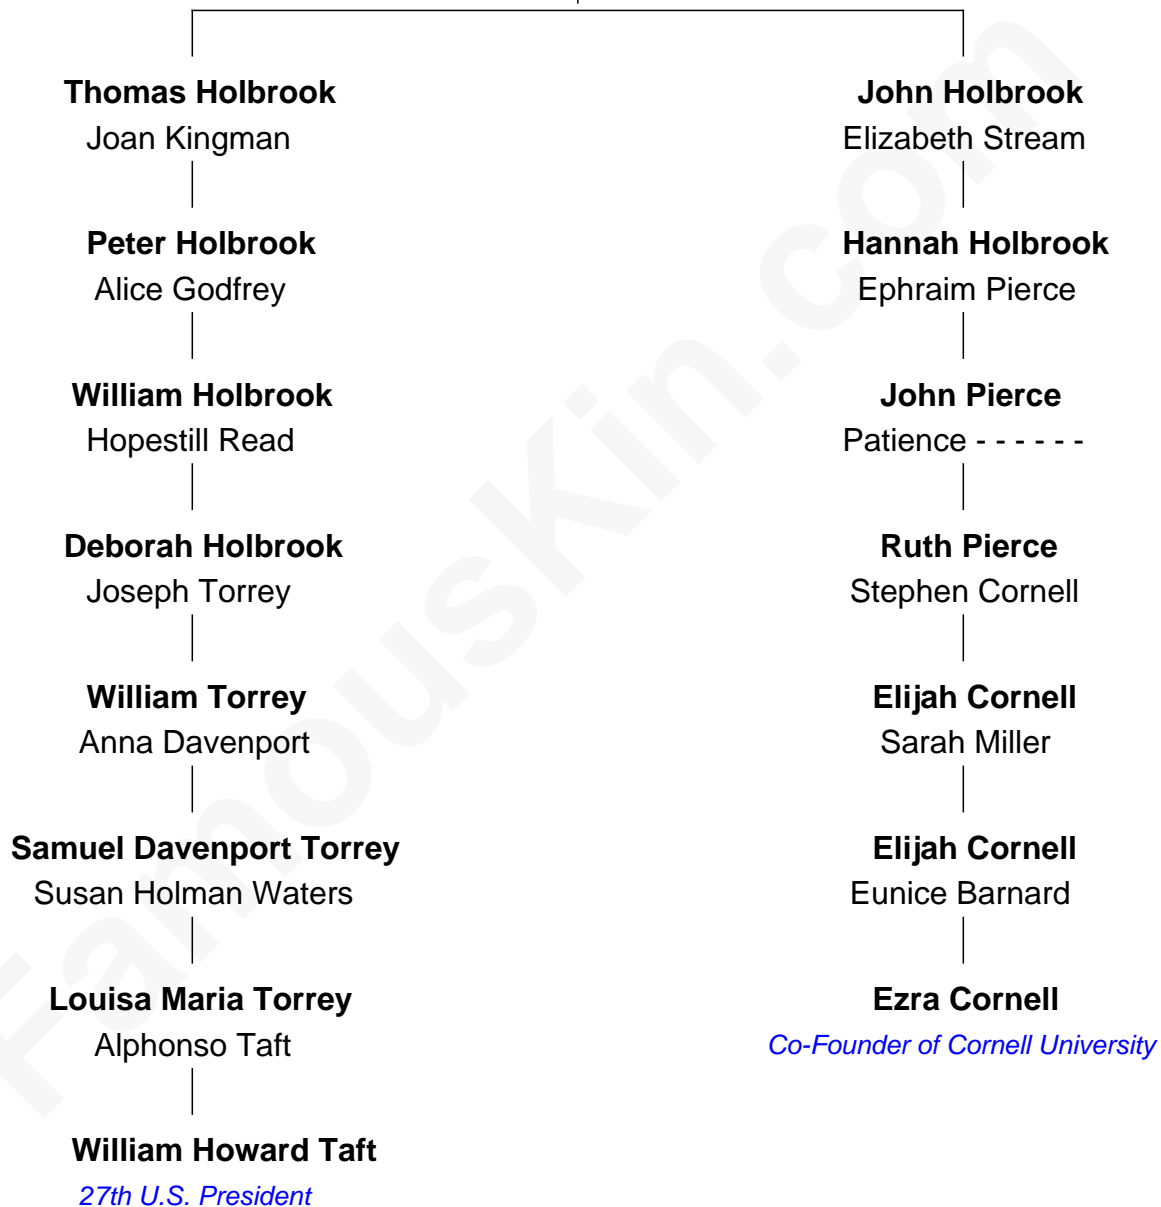 Thomas Holbrook
Joan Kingman
John Holbrook
Elizabeth Stream
Peter Holbrook
Alice Godfrey
Hannah Holbrook
Ephraim Pierce
William Holbrook
Hopestill Read
John Pierce
Patience - - - - - -
Deborah Holbrook
Joseph Torrey
Ruth Pierce
Stephen Cornell
William Torrey
Anna Davenport
Elijah Cornell
Sarah Miller
Samuel Davenport Torrey
Susan Holman Waters
Elijah Cornell
Eunice Barnard
Louisa Maria Torrey
Alphonso Taft
Ezra Cornell
Co-Founder of Cornell University
William Howard Taft
27th U.S. President
FamousKin.com